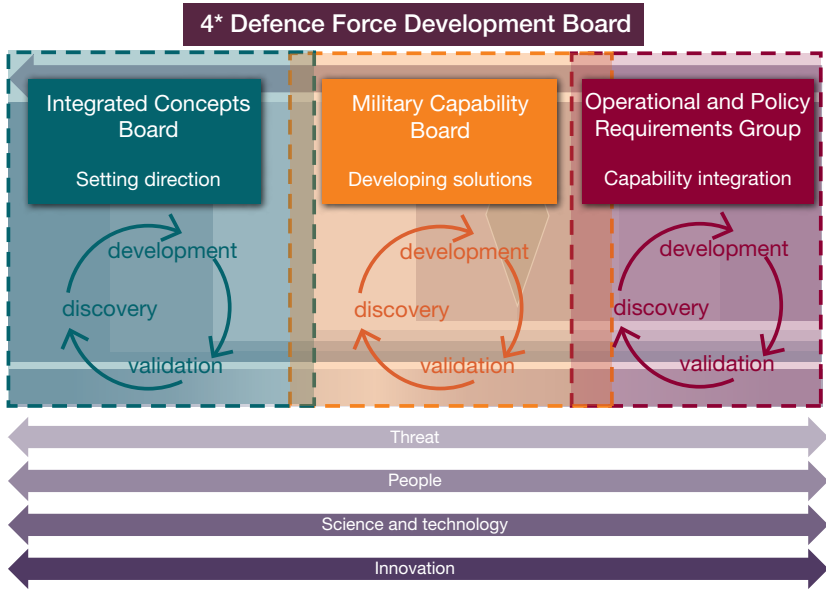 4* Defence Force Development Board
Integrated Concepts
Board
Setting direction
Military Capability
Board
Developing solutions
Operational and Policy
Requirements Group
Capability integration
development
discovery
validation
development
discovery
validation
development
discovery
validation
Threat
People
Science and technology
Innovation